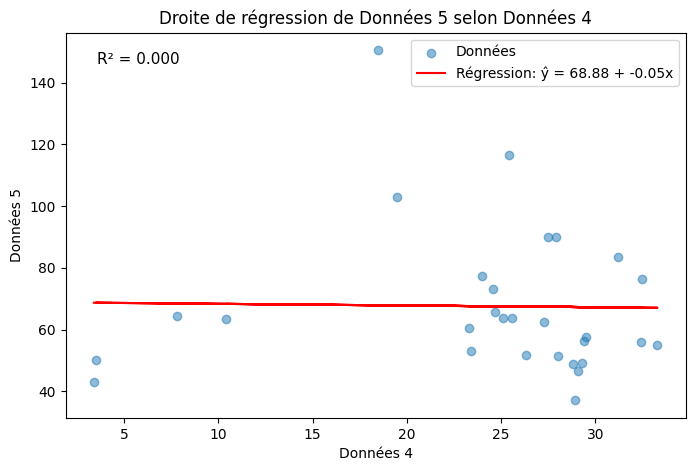 Droite de régression de Données 5 selon Données 4
R² = 0.000
Données
Régression: ŷ = 68.88 + -0.05x
Données 5
140
120
100
80
60
40
5
10
15
20
25
30
Données 4